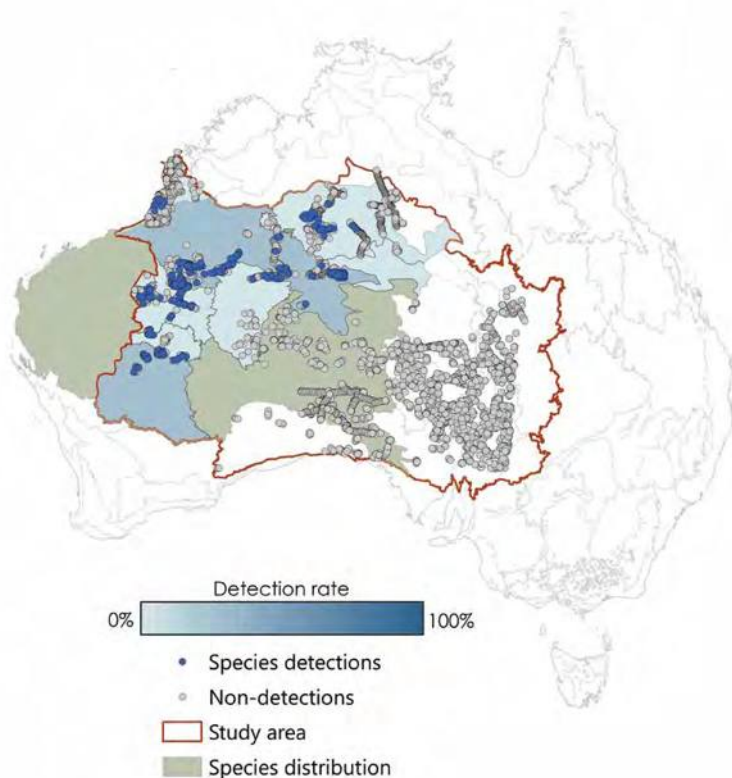 Detection rate
0% 100%
Species detections
Non-detections
Study area
Species distribution